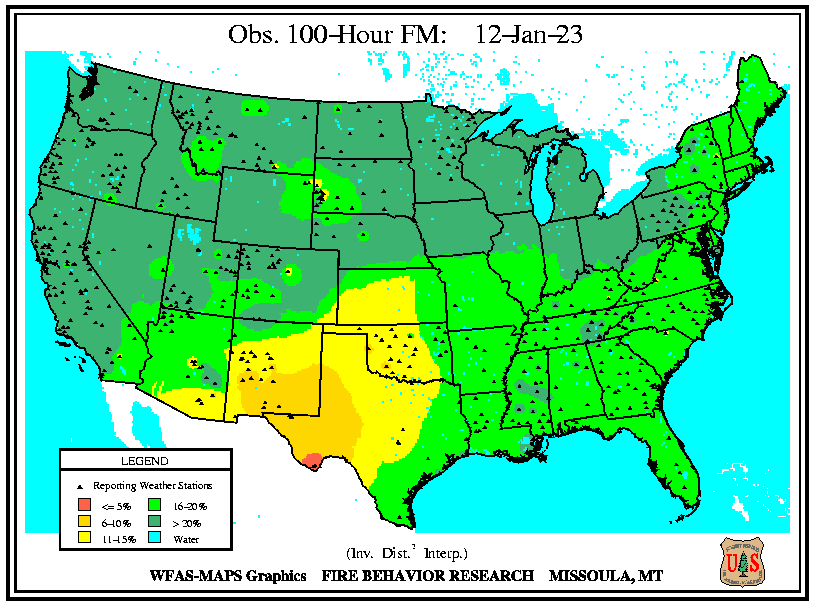 Obs. 100-Hour FM: 12-Jan-23
LEGEND
Reporting Weather Stations
<= 5%
16-20%
6-10%
> 20%
11-15%
Water
(Inv. Dist.² Interp.)
WFAS-MAPS Graphics FIRE BEHAVIOR RESEARCH MISSOULA, MT
U S